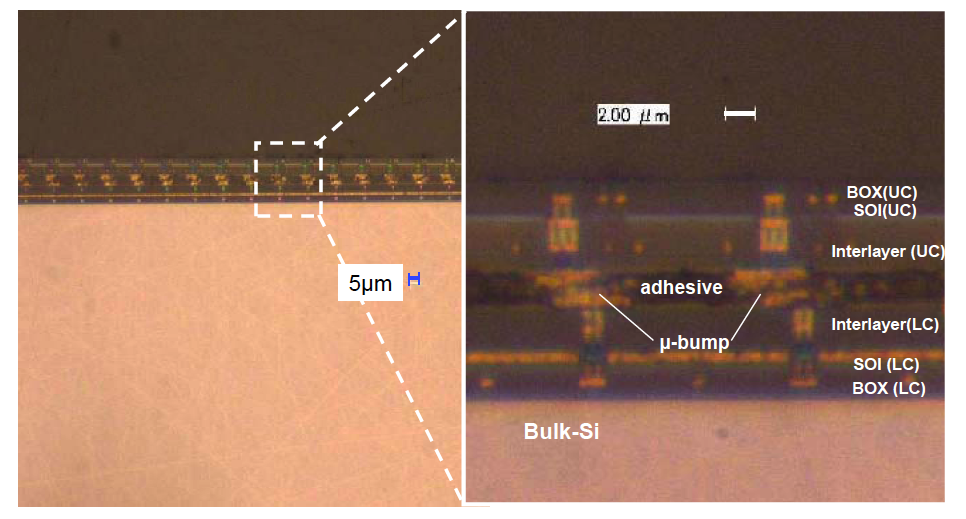 5µm
2.00 µm
BOX(UC)
SOI(UC)
Interlayer (UC)
adhesive
Interlayer(LC)
µ-bump
SOI (LC)
BOX (LC)
Bulk-Si